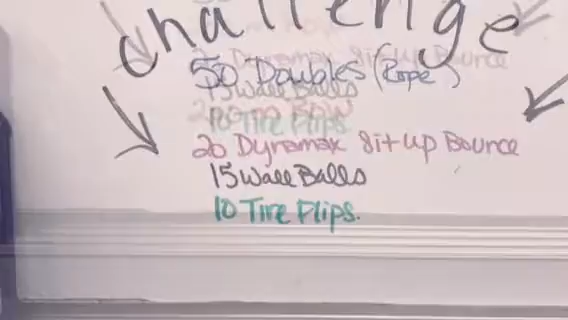 challenge
50 Doubles (Rope)
20 Dynamax Sit up Bounce
15 Wall Balls
10 Tire Flips.